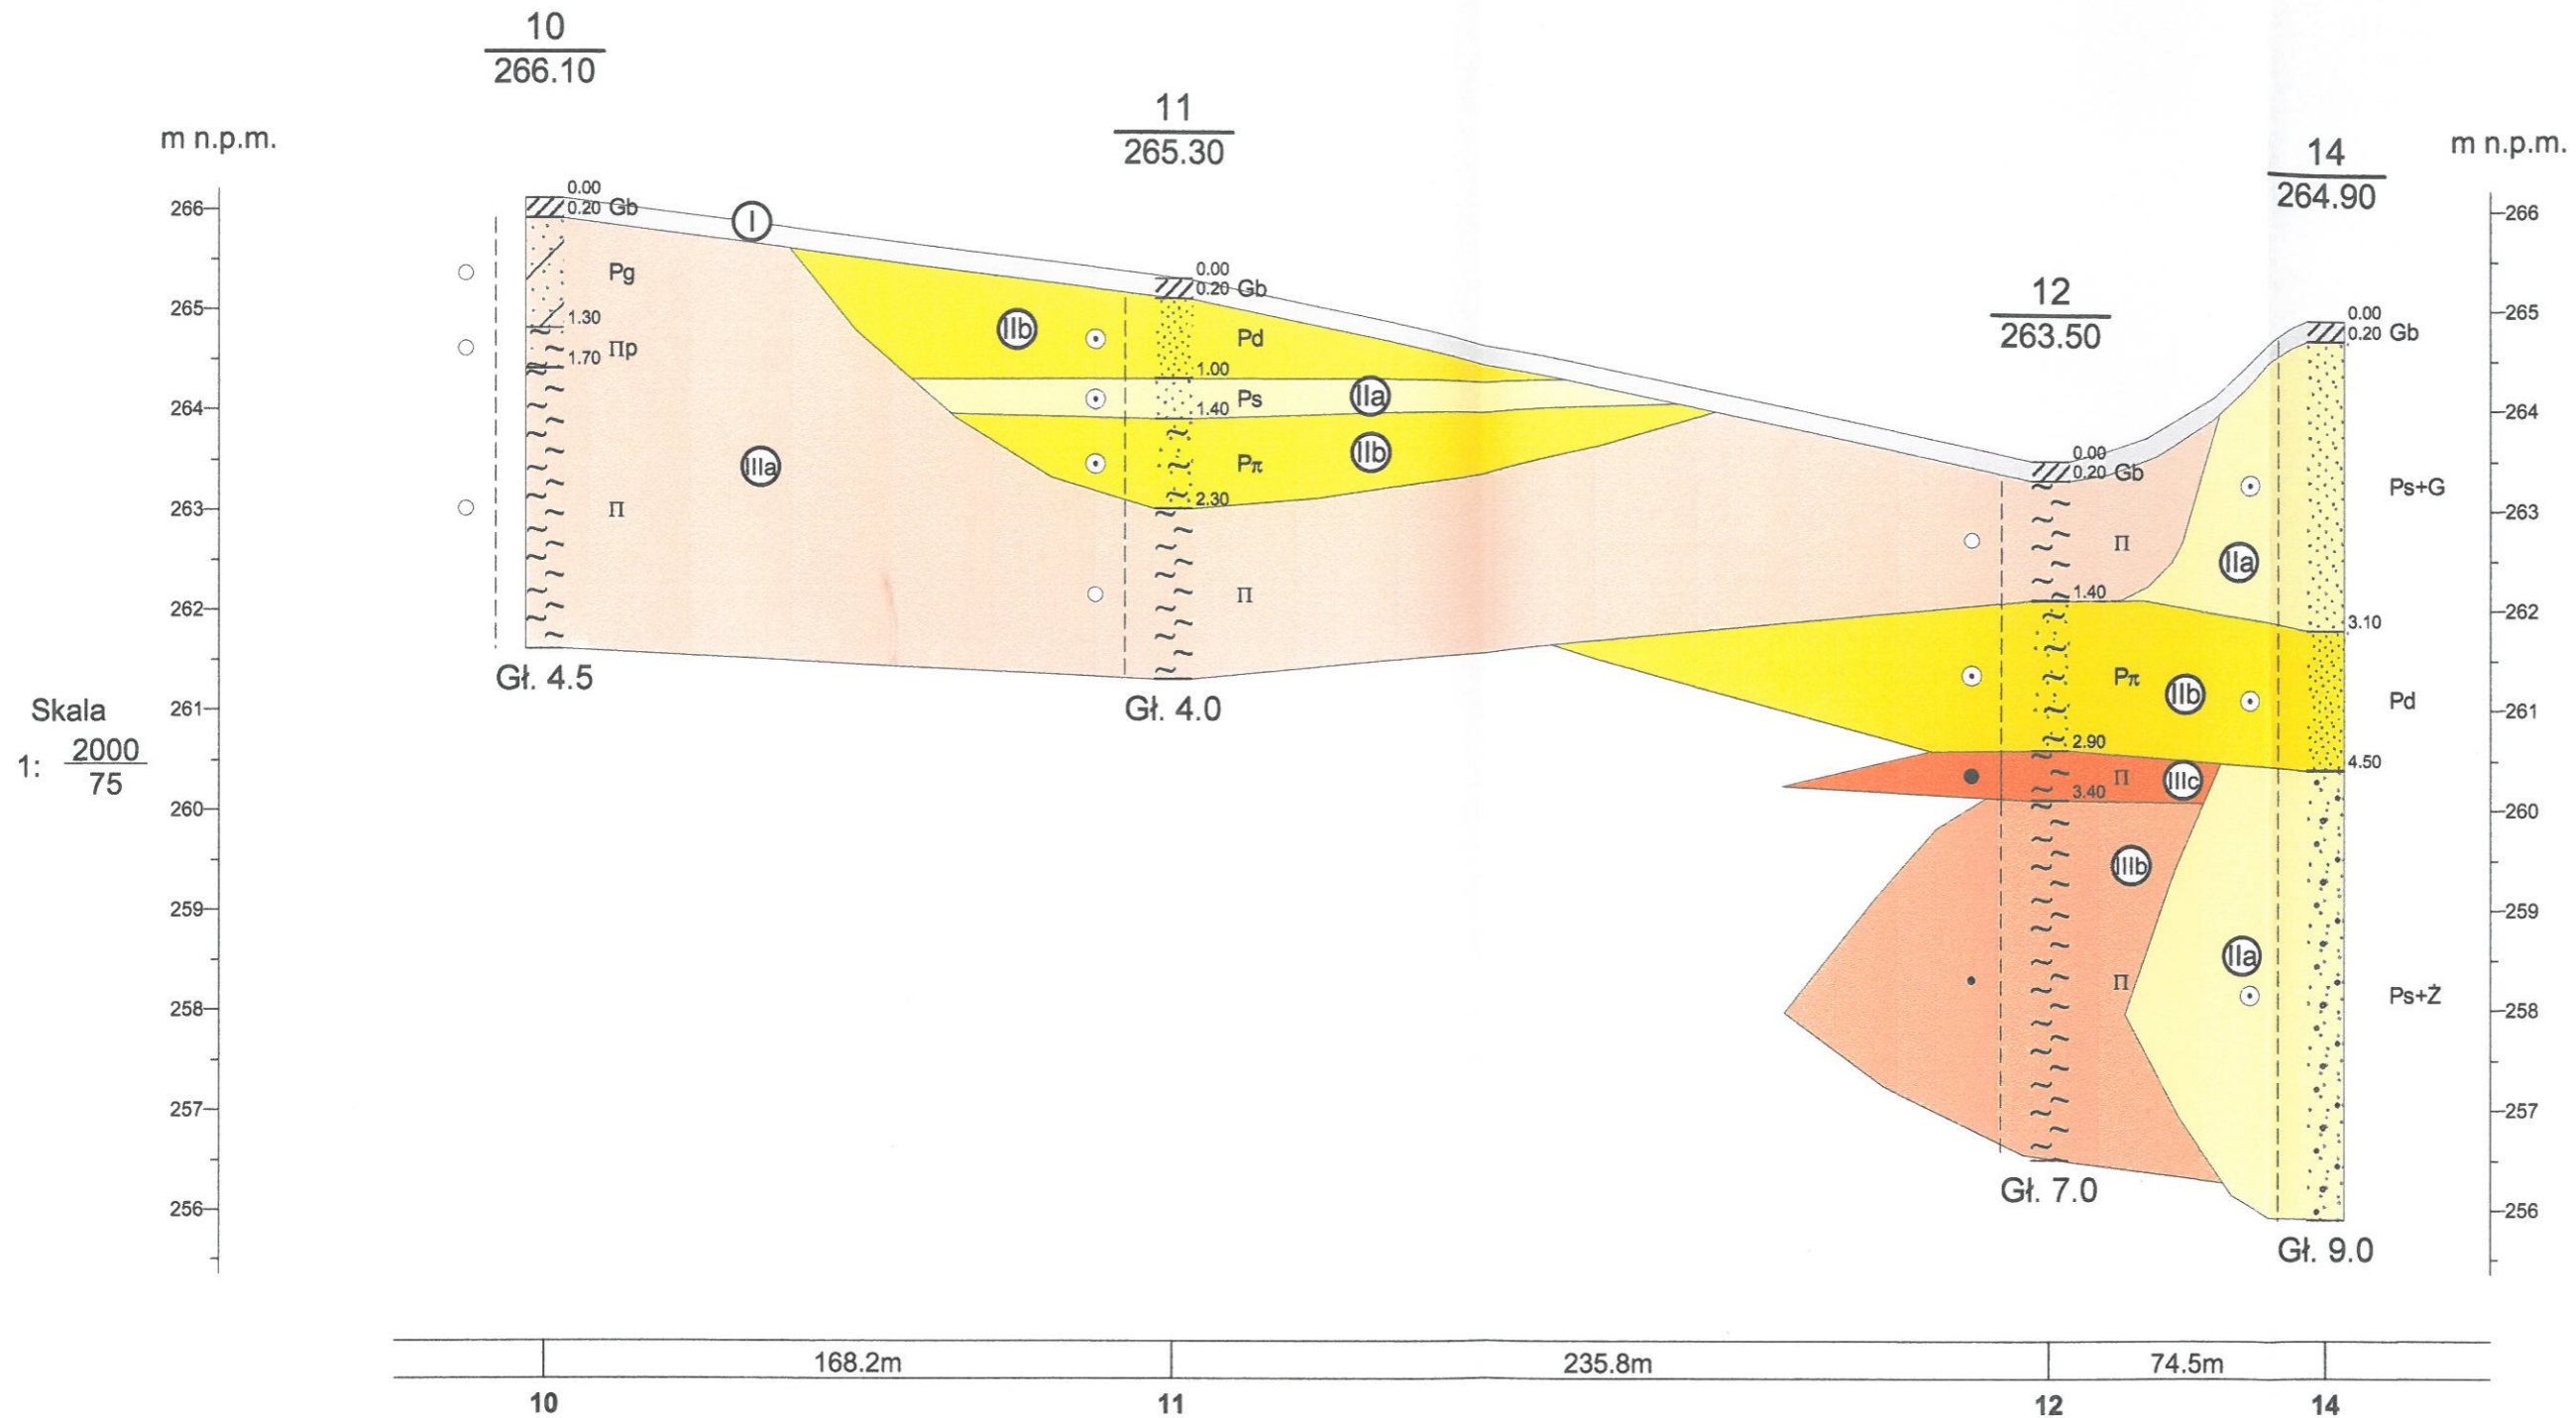 10
266.10
11
265.30
12
263.50
14
264.90
m n.p.m.
m n.p.m.
266
265
264
263
262
261
260
259
258
257
256
Skala
1: 2000
75
0.00
0.20 Gb
Pg
1.30
Πp
1.70
Π
Gł. 4.5
I
IIIa
IIb
0.00
0.20 Gb
Pd
1.00
Ps
1.40
Pπ
2.30
Π
Gł. 4.0
IIa
IIb
0.00
0.20 Gb
Π
1.40
Pπ
2.90
Π
3.40
Π
Gł. 7.0
IIa
IIb
IIIc
IIIb
IIa
0.00
0.20 Gb
Ps+G
3.10
Pd
4.50
Ps+Ż
Gł. 9.0
266
265
264
263
262
261
260
259
258
257
256
168.2m 235.8m 74.5m
10 11 12 14